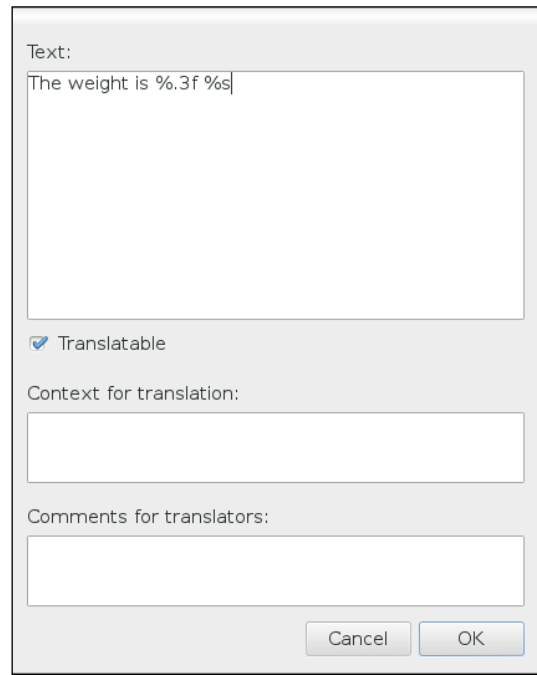 Text:
The weight is %.3f %s
Translatable
Context for translation:
Comments for translators:
Cancel
OK